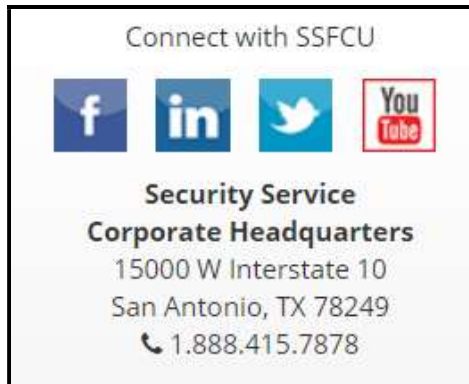 Connect with SSFCU
f in You
Tube
Security Service
Corporate Headquarters
15000 W Interstate 10
San Antonio, TX 78249
1.888.415.7878